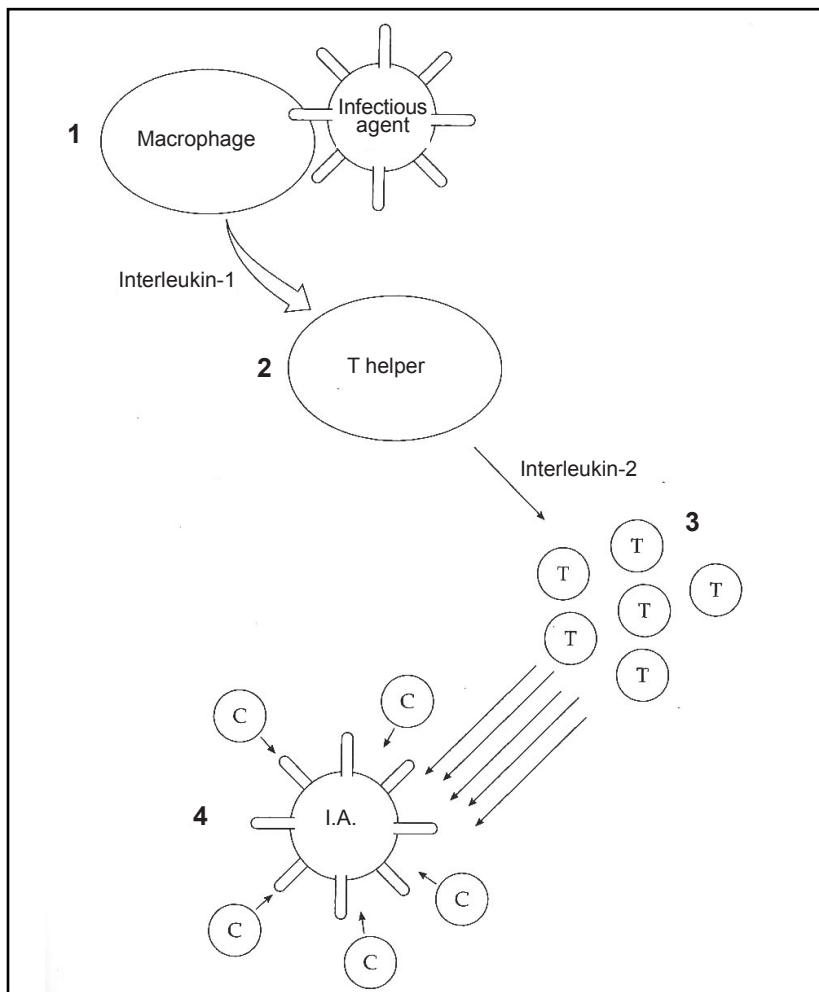 Infectious
agent
1
Macrophage
Interleukin-1
2
T helper
Interleukin-2
3
T
T
T
T
T
T
C
C
4
I.A.
C
C
C